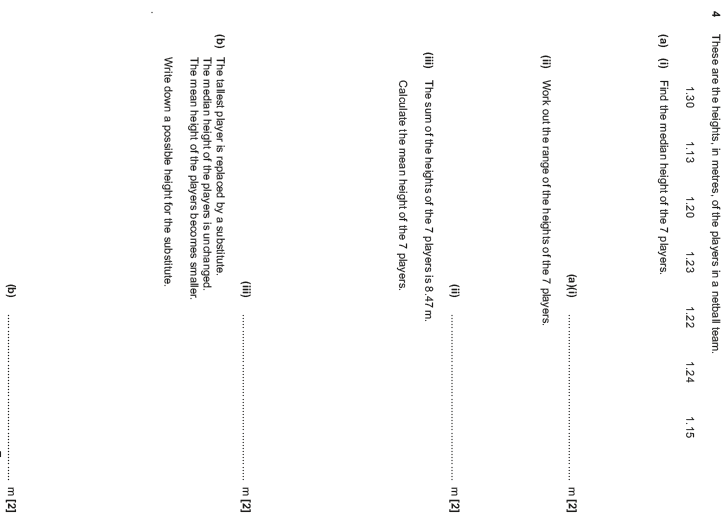 4 These are the heights, in metres, of the players in a netball team.
1.30 1.13 1.20 1.23 1.22 1.24 1.15
(a) (i) Find the median height of the 7 players.
(a)(i) ........................................ m [2]
(ii) Work out the range of the heights of the 7 players.
(ii) ........................................ m [2]
(iii) The sum of the heights of the 7 players is 8.47 m.
Calculate the mean height of the 7 players.
(iii) ........................................ m [2]
(b) The tallest player is replaced by a substitute.
The median height of the players is unchanged.
The mean height of the players becomes smaller.
Write down a possible height for the substitute.
(b) ........................................ m [2]